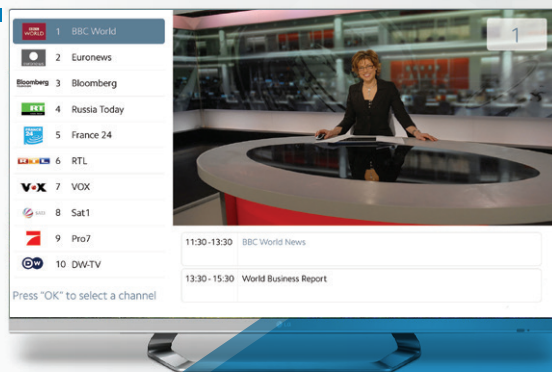 BBC WORLD 1 BBC World
2 Euronews
Bloomberg 3 Bloomberg
RT 4 Russia Today
FRANCE 24 5 France 24
RTL 6 RTL
VOX 7 VOX
8 Sat1
9 Pro7
DW 10 DW-TV
Press "OK" to select a channel
1
11:30-13:30 BBC World News
13:30-15:30 World Business Report
LG